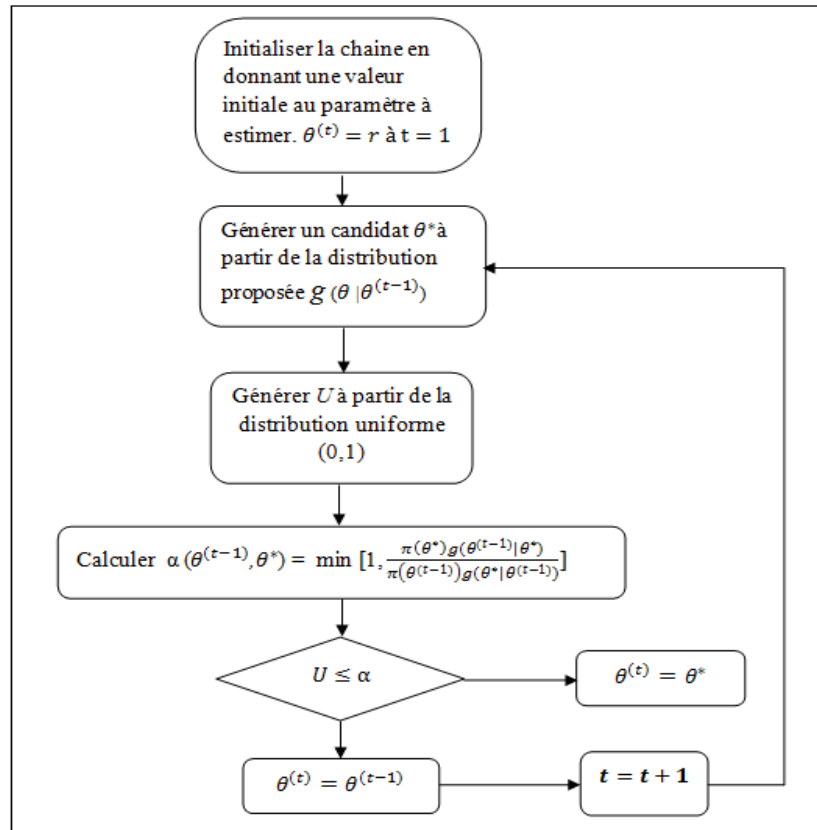 Initialiser la chaine en
donnant une valeur
initiale au paramètre à
estimer. θ^(t) = r à t = 1
Générer un candidat θ* à
partir de la distribution
proposée g (θ |θ^(t−1))
Générer U à partir de la
distribution uniforme
(0,1)
Calculer α (θ^(t−1), θ*) = min [1, π(θ*)g(θ^(t−1)|θ*) / π(θ^(t−1))g(θ*|θ^(t−1))]
U ≤ α
θ^(t) = θ*
θ^(t) = θ^(t−1)
t = t + 1